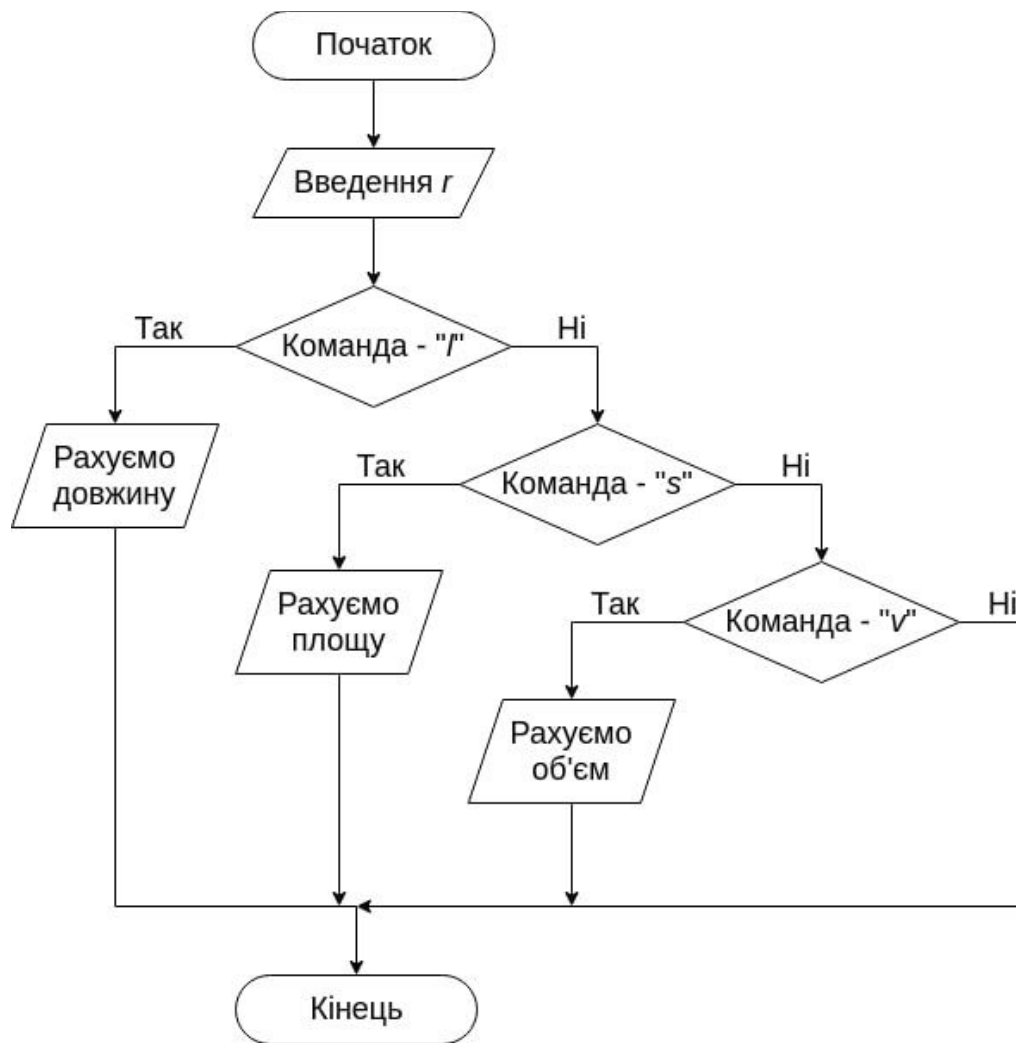 Початок
Введення r
Так
Команда - "l"
Ні
Рахуємо
довжину
Так
Команда - "s"
Ні
Рахуємо
площу
Так
Команда - "v"
Ні
Рахуємо
об'єм
Кінець